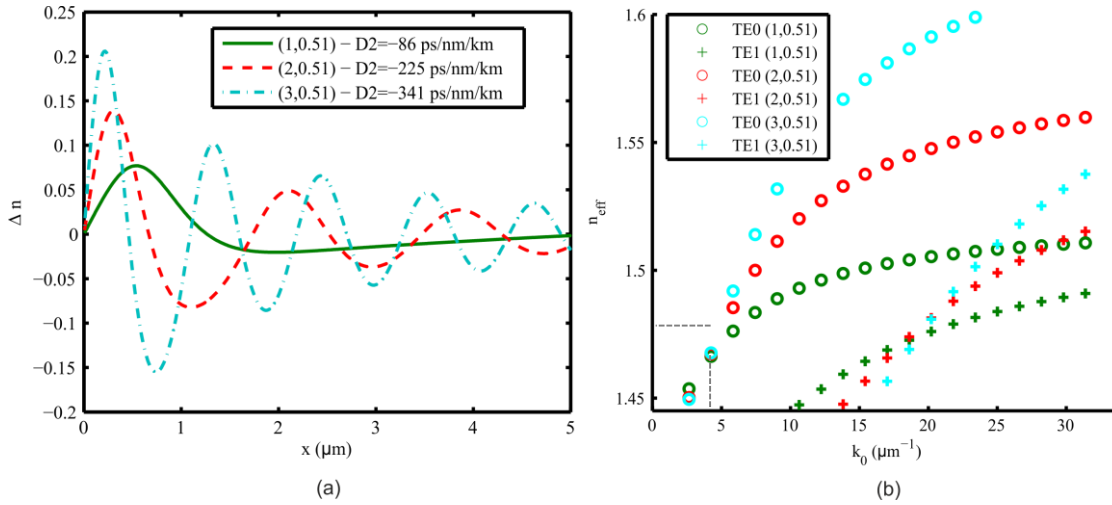 0.25
0.2
0.15
0.1
0.05
0
−0.05
−0.1
−0.15
−0.2
Δ n
(1,0.51) − D2=−86 ps/nm/km
(2,0.51) − D2=−225 ps/nm/km
(3,0.51) − D2=−341 ps/nm/km
0 1 2 3 4 5
x (μm)
(a)
1.6
1.55
1.5
1.45
n_eff
TE0 (1,0.51)
TE1 (1,0.51)
TE0 (2,0.51)
TE1 (2,0.51)
TE0 (3,0.51)
TE1 (3,0.51)
0 5 10 15 20 25 30
k_0 (μm⁻¹)
(b)